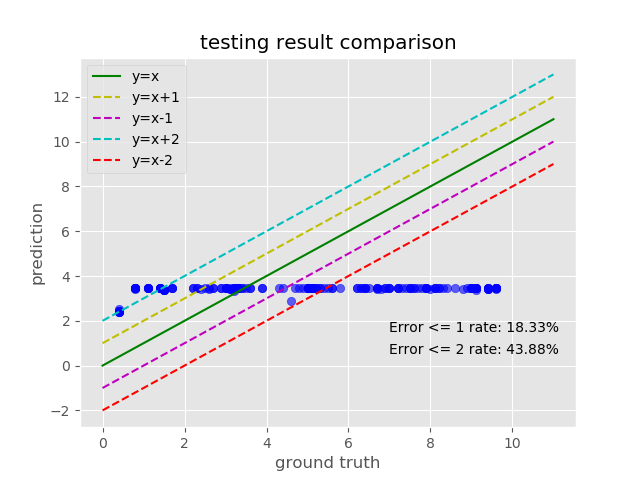 testing result comparison
y=x
y=x+1
y=x-1
y=x+2
y=x-2
12
10
8
6
4
2
0
−2
prediction
Error <= 1 rate: 18.33%
Error <= 2 rate: 43.88%
0 2 4 6 8 10
ground truth